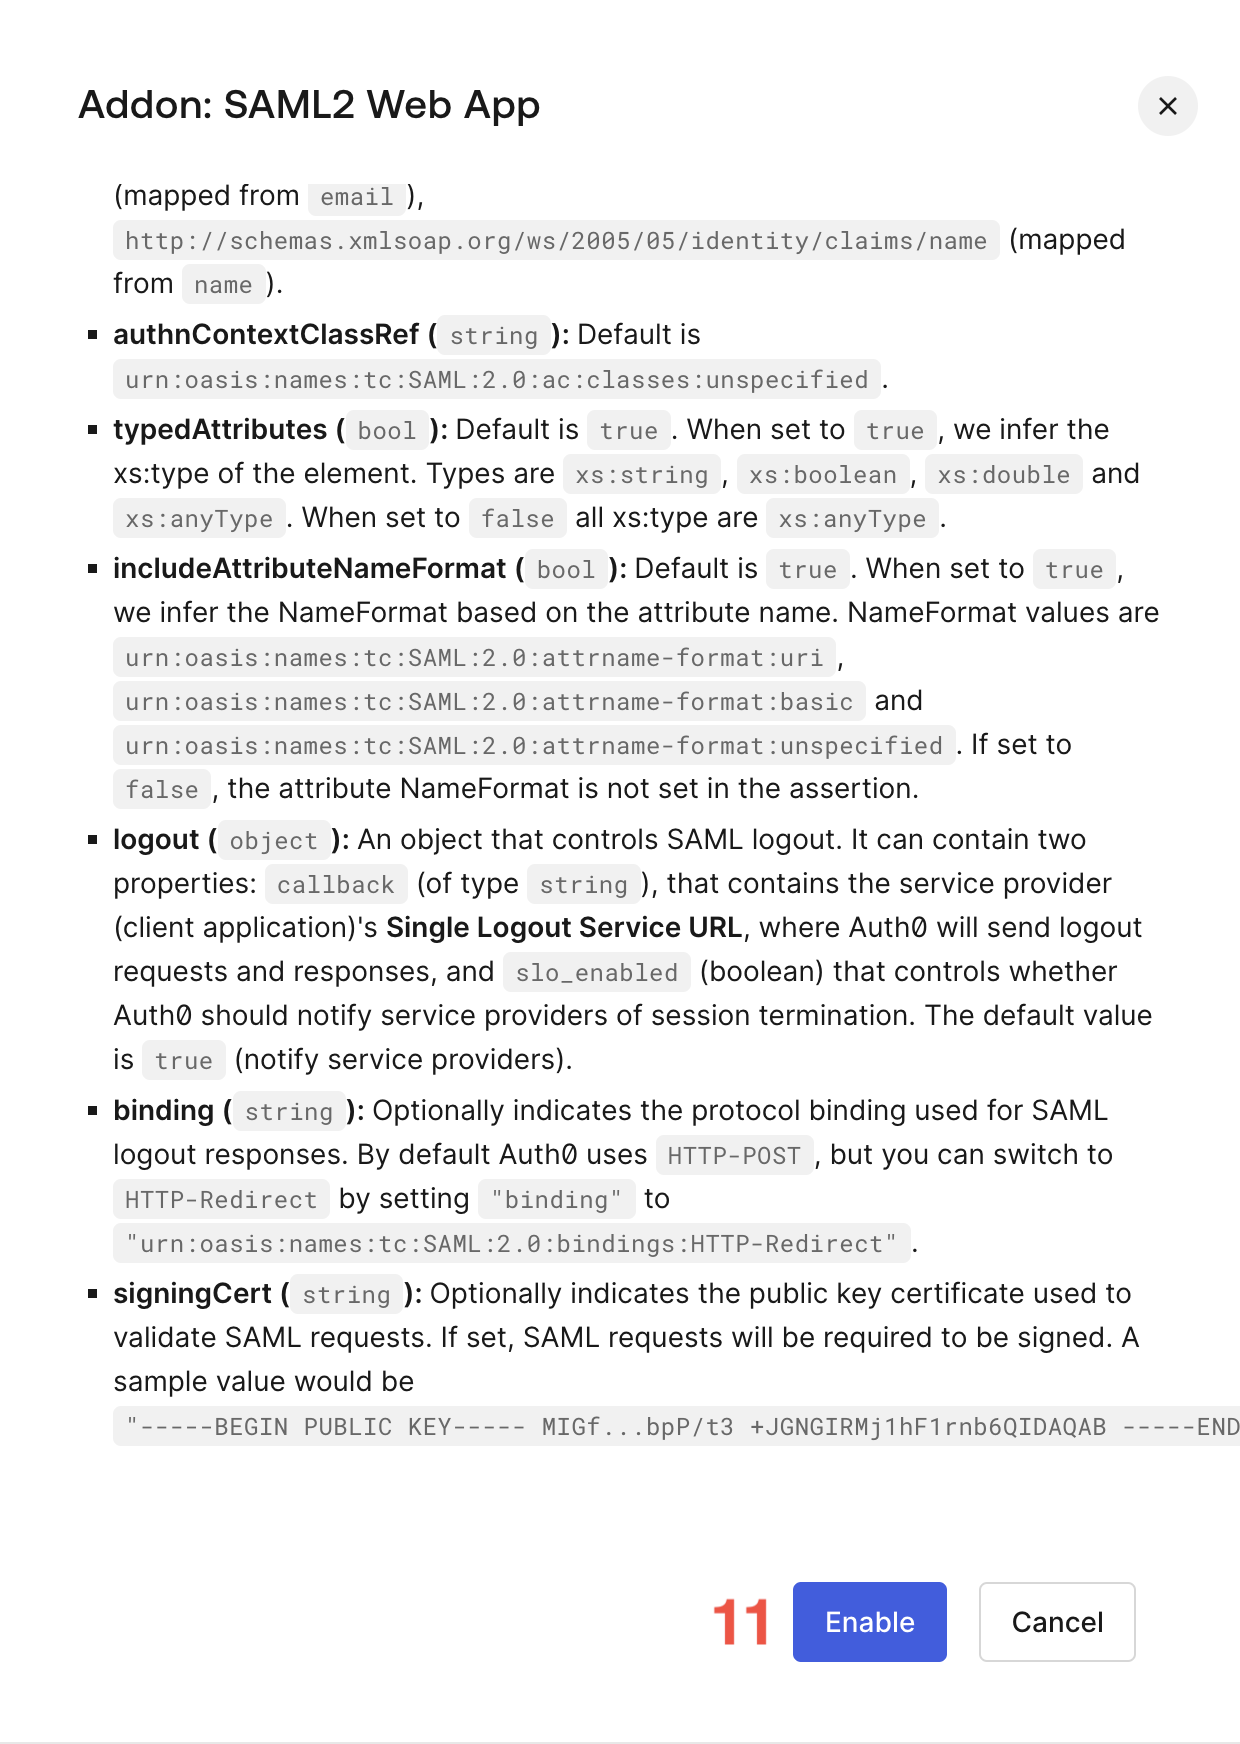 Addon: SAML2 Web App
(mapped from email ),
http://schemas.xmlsoap.org/ws/2005/05/identity/claims/name (mapped
from name ).
▪ authnContextClassRef ( string ): Default is
urn:oasis:names:tc:SAML:2.0:ac:classes:unspecified .
▪ typedAttributes ( bool ): Default is true . When set to true , we infer the
xs:type of the element. Types are xs:string , xs:boolean , xs:double and
xs:anyType . When set to false all xs:type are xs:anyType .
▪ includeAttributeNameFormat ( bool ): Default is true . When set to true ,
we infer the NameFormat based on the attribute name. NameFormat values are
urn:oasis:names:tc:SAML:2.0:attrname-format:uri ,
urn:oasis:names:tc:SAML:2.0:attrname-format:basic and
urn:oasis:names:tc:SAML:2.0:attrname-format:unspecified . If set to
false , the attribute NameFormat is not set in the assertion.
▪ logout ( object ): An object that controls SAML logout. It can contain two
properties: callback (of type string ), that contains the service provider
(client application)'s Single Logout Service URL, where Auth0 will send logout
requests and responses, and slo_enabled (boolean) that controls whether
Auth0 should notify service providers of session termination. The default value
is true (notify service providers).
▪ binding ( string ): Optionally indicates the protocol binding used for SAML
logout responses. By default Auth0 uses HTTP-POST , but you can switch to
HTTP-Redirect by setting "binding" to
"urn:oasis:names:tc:SAML:2.0:bindings:HTTP-Redirect" .
▪ signingCert ( string ): Optionally indicates the public key certificate used to
validate SAML requests. If set, SAML requests will be required to be signed. A
sample value would be
"-----BEGIN PUBLIC KEY----- MIGf...bpP/t3 +JGNGIRMj1hF1rnb6QIDAQAB -----END
11 Enable Cancel